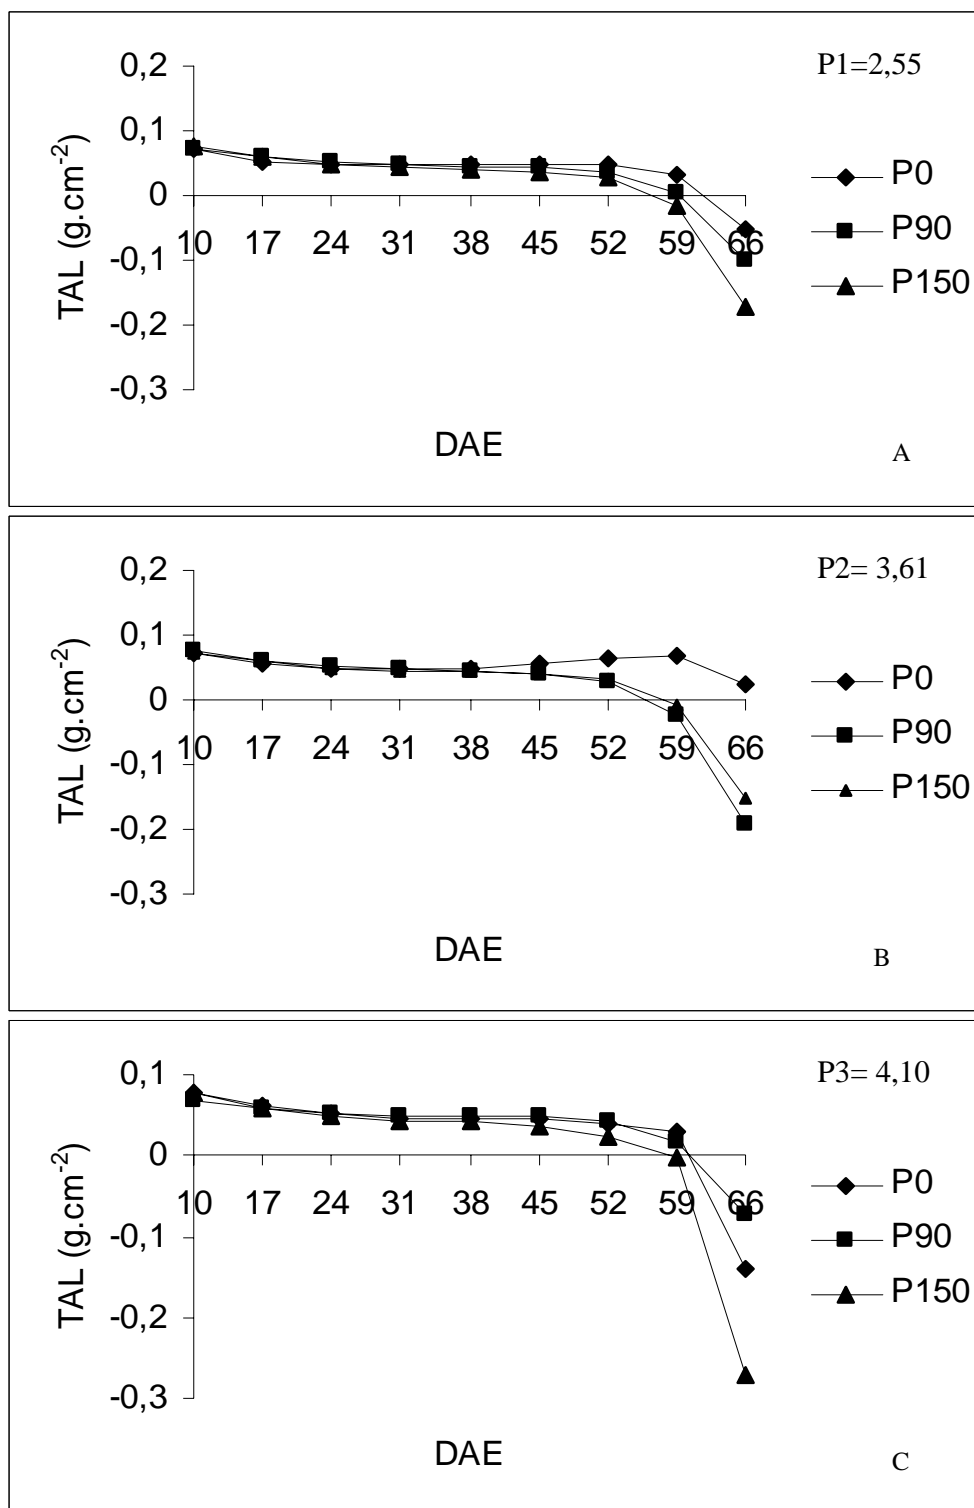 P1=2,55
0,2
0,1
0
-0,1
-0,2
-0,3
TAL (g.cm-2)
10 17 24 31 38 45 52 59 66
DAE
P0
P90
P150
A
P2= 3,61
0,2
0,1
0
-0,1
-0,2
-0,3
TAL (g.cm-2)
10 17 24 31 38 45 52 59 66
DAE
P0
P90
P150
B
P3= 4,10
0,1
0
-0,1
-0,2
-0,3
TAL (g.cm-2)
10 17 24 31 38 45 52 59 66
DAE
P0
P90
P150
C